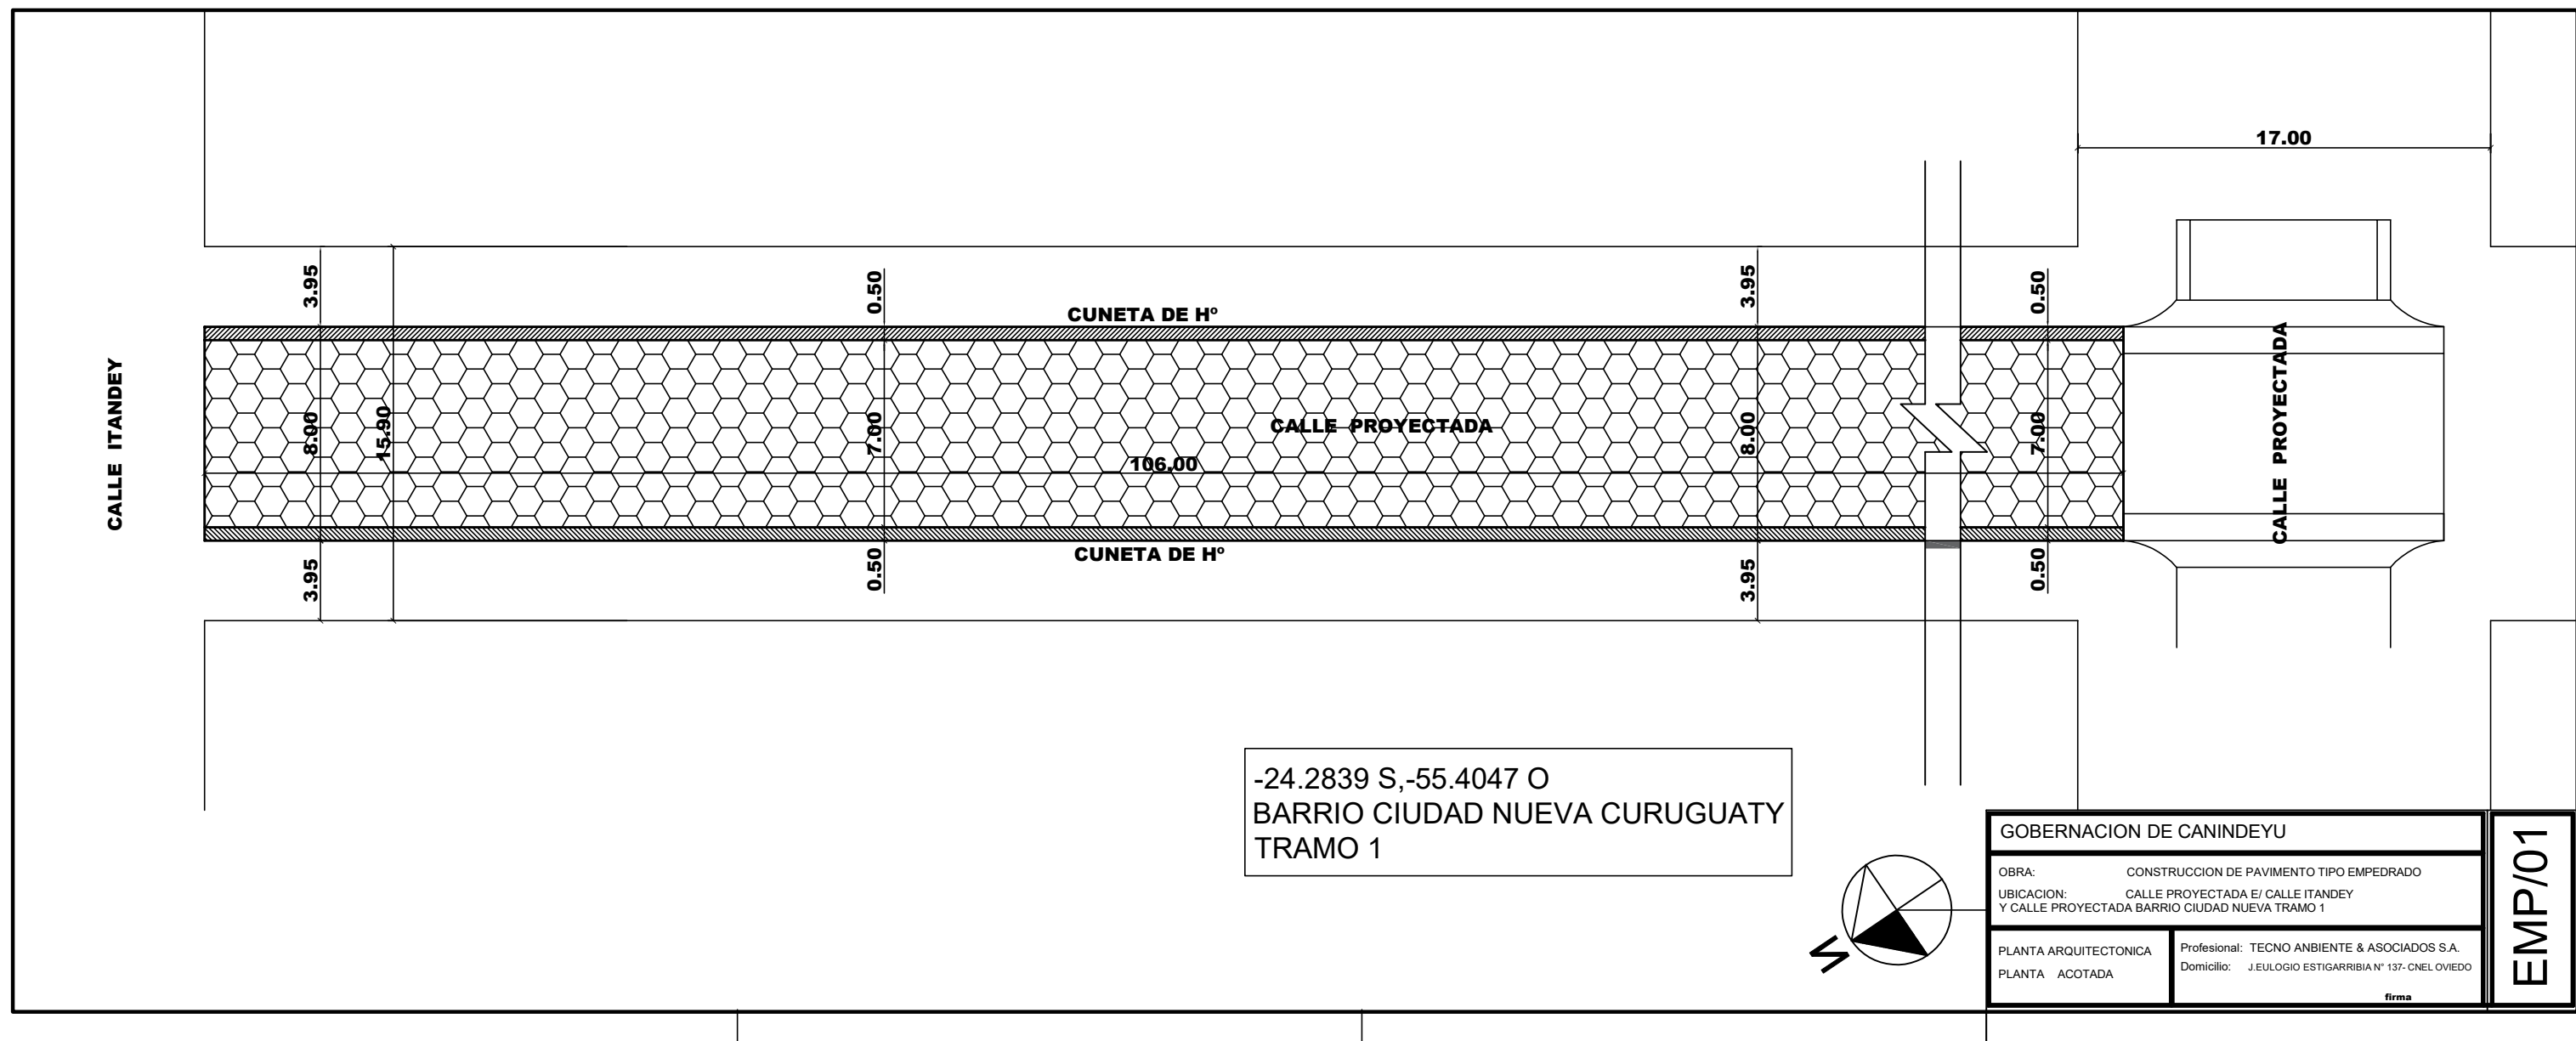 17.00
3.95
0.50
3.95
0.50
CUNETA DE Hº
CALLE ITANDEY
8.00
15.90
7.00
CALLE PROYECTADA
106.00
8.00
7.00
CALLE PROYECTADA
CUNETA DE Hº
3.95
0.50
3.95
0.50
-24.2839 S,-55.4047 O
BARRIO CIUDAD NUEVA CURUGUATY
TRAMO 1
N
GOBERNACION DE CANINDEYU
OBRA: CONSTRUCCION DE PAVIMENTO TIPO EMPEDRADO
UBICACION: CALLE PROYECTADA E/ CALLE ITANDEY
Y CALLE PROYECTADA BARRIO CIUDAD NUEVA TRAMO 1
PLANTA ARQUITECTONICA
PLANTA ACOTADA
Profesional: TECNO ANBIENTE & ASOCIADOS S.A.
Domicilio: J.EULOGIO ESTIGARRIBIA N° 137- CNEL OVIEDO
firma
EMP/01